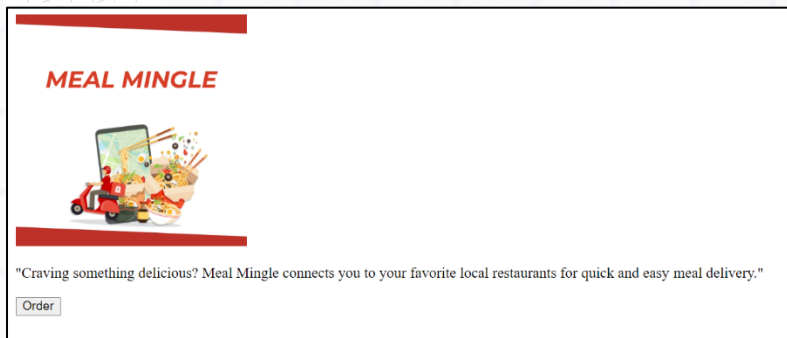 MEAL MINGLE
"Craving something delicious? Meal Mingle connects you to your favorite local restaurants for quick and easy meal delivery."
Order